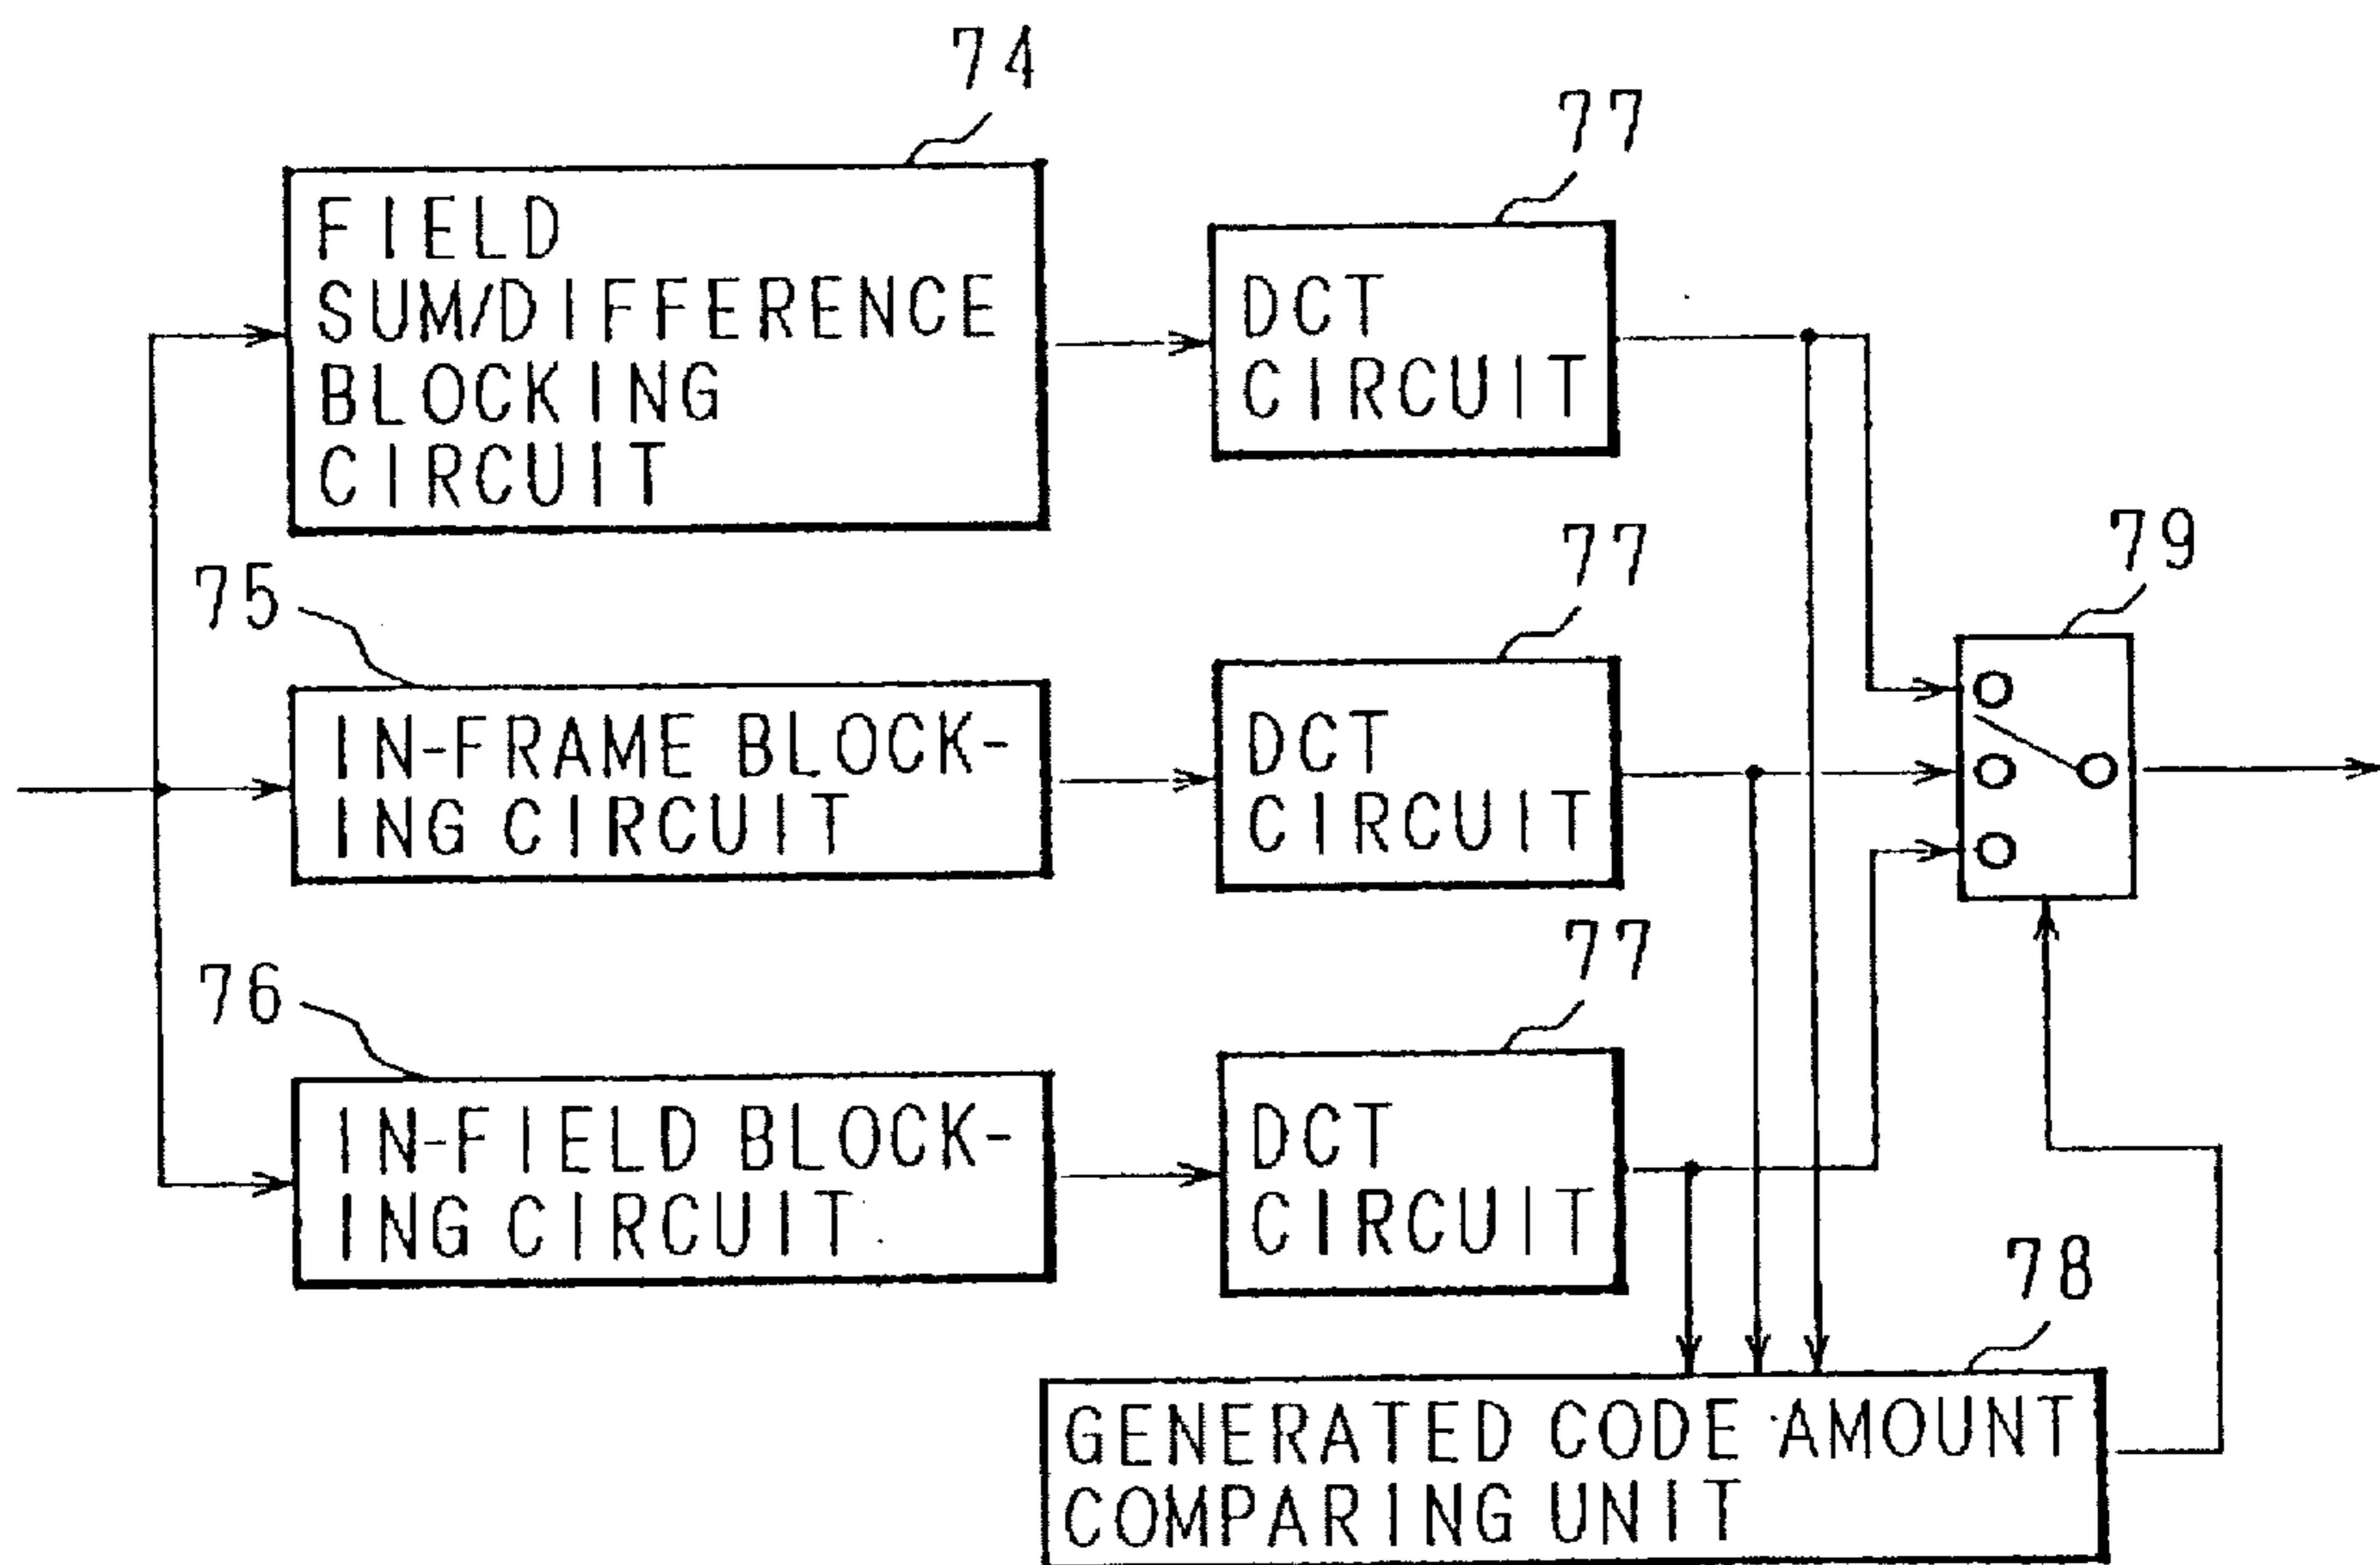 74
77
FIELD
SUM/DIFFERENCE
BLOCKING
CIRCUIT
DCT
CIRCUIT
75
77
79
IN-FRAME BLOCK-
ING CIRCUIT
DCT
CIRCUIT
76
77
IN-FIELD BLOCK-
ING CIRCUIT
DCT
CIRCUIT
78
GENERATED CODE AMOUNT
COMPARING UNIT